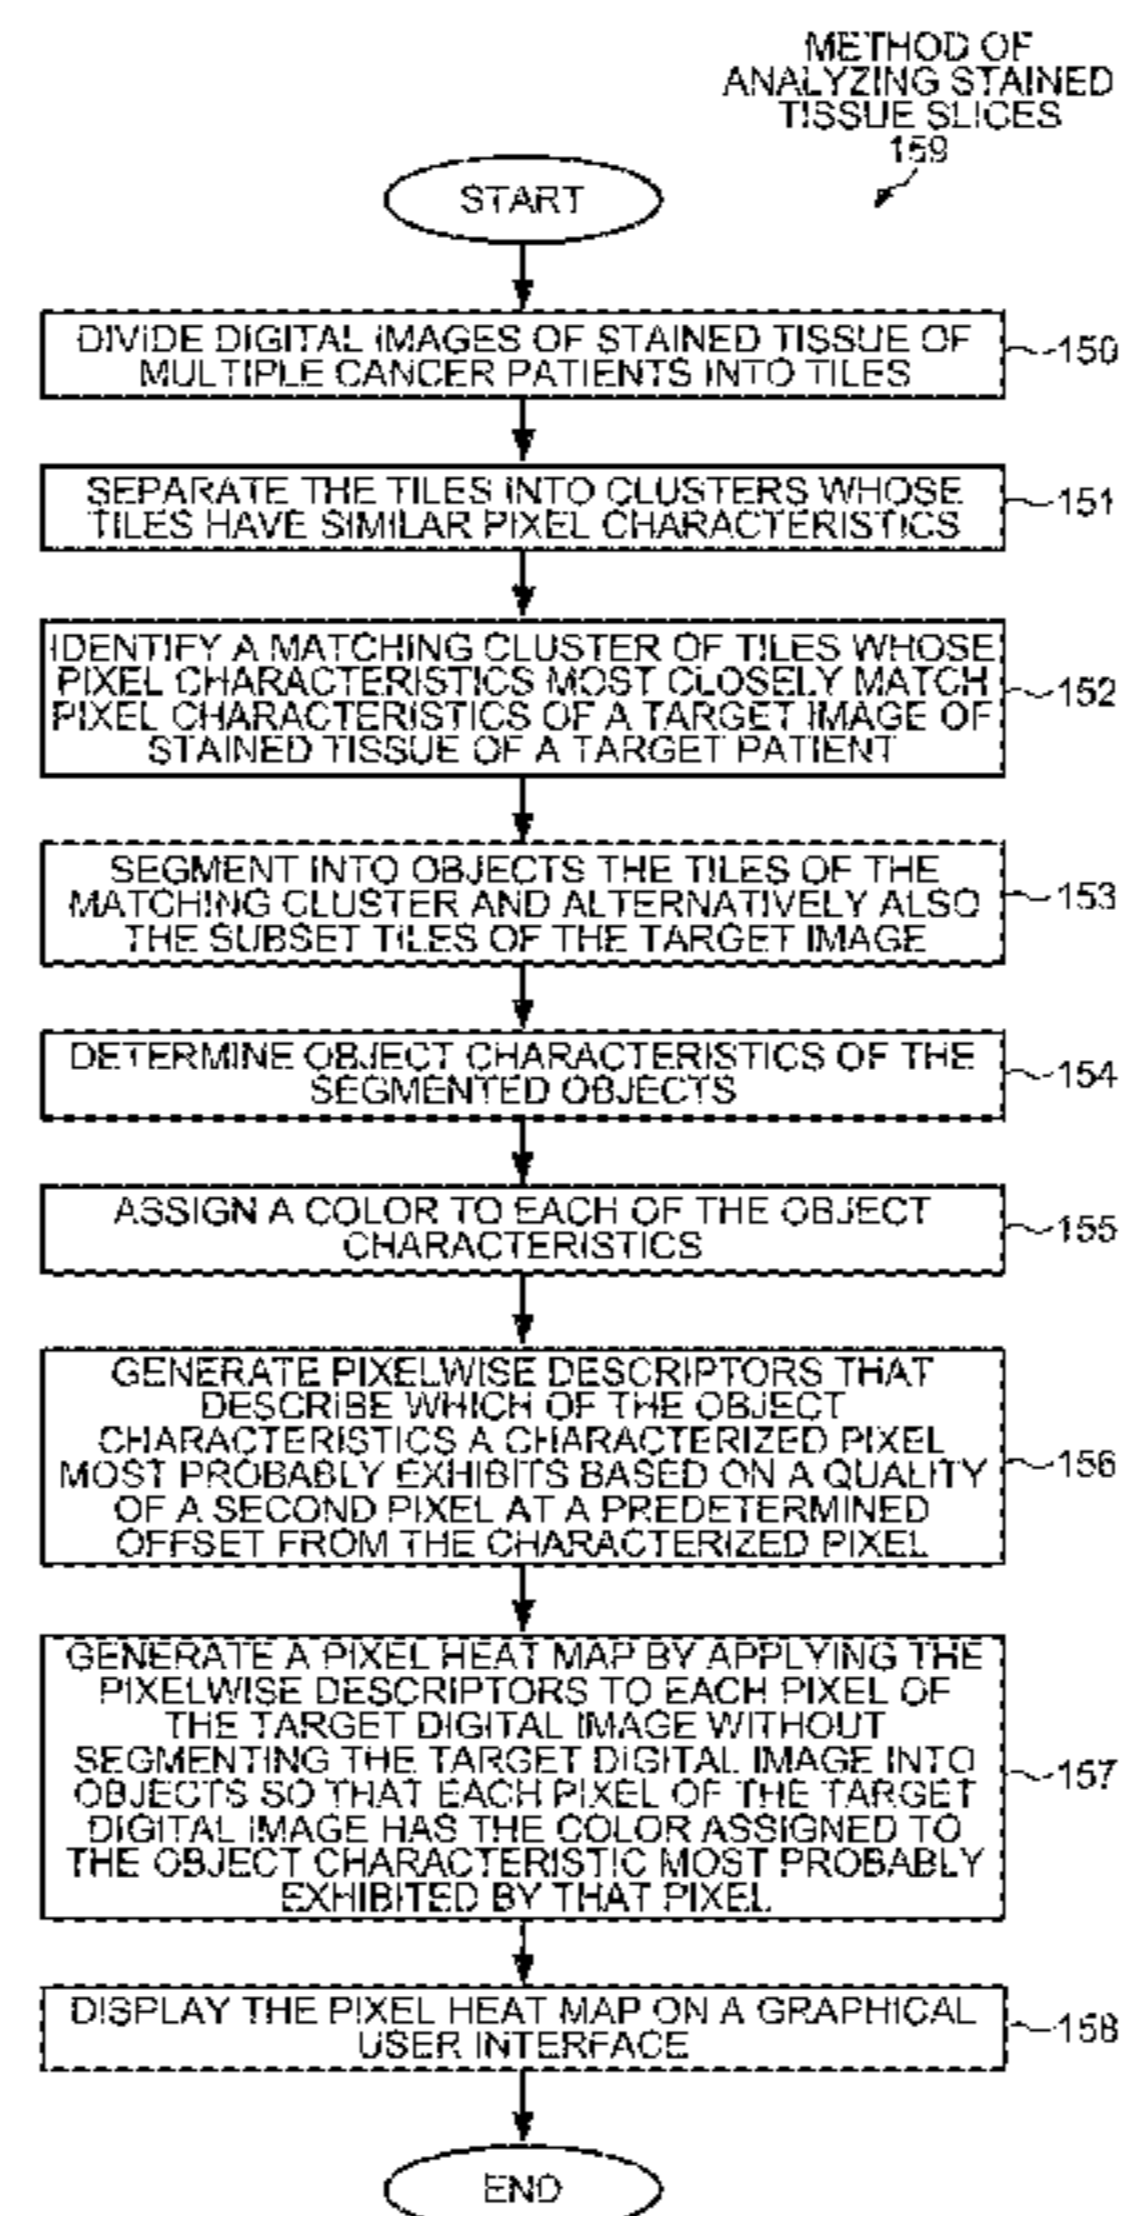 METHOD OF
ANALYZING STAINED
TISSUE SLICES
159
START
DIVIDE DIGITAL IMAGES OF STAINED TISSUE OF
MULTIPLE CANCER PATIENTS INTO TILES
150
SEPARATE THE TILES INTO CLUSTERS WHOSE
TILES HAVE SIMILAR PIXEL CHARACTERISTICS
151
IDENTIFY A MATCHING CLUSTER OF TILES WHOSE
PIXEL CHARACTERISTICS MOST CLOSELY MATCH
PIXEL CHARACTERISTICS OF A TARGET IMAGE OF
STAINED TISSUE OF A TARGET PATIENT
152
SEGMENT INTO OBJECTS THE TILES OF THE
MATCHING CLUSTER AND ALTERNATIVELY ALSO
THE SUBSET TILES OF THE TARGET IMAGE
153
DETERMINE OBJECT CHARACTERISTICS OF THE
SEGMENTED OBJECTS
154
ASSIGN A COLOR TO EACH OF THE OBJECT
CHARACTERISTICS
155
GENERATE PIXELWISE DESCRIPTORS THAT
DESCRIBE WHICH OF THE OBJECT
CHARACTERISTICS A CHARACTERIZED PIXEL
MOST PROBABLY EXHIBITS BASED ON A QUALITY
OF A SECOND PIXEL AT A PREDETERMINED
OFFSET FROM THE CHARACTERIZED PIXEL
156
GENERATE A PIXEL HEAT MAP BY APPLYING THE
PIXELWISE DESCRIPTORS TO EACH PIXEL OF
THE TARGET DIGITAL IMAGE WITHOUT
SEGMENTING THE TARGET DIGITAL IMAGE INTO
OBJECTS SO THAT EACH PIXEL OF THE TARGET
DIGITAL IMAGE HAS THE COLOR ASSIGNED TO
THE OBJECT CHARACTERISTIC MOST PROBABLY
EXHIBITED BY THAT PIXEL
157
DISPLAY THE PIXEL HEAT MAP ON A GRAPHICAL
USER INTERFACE
158
END